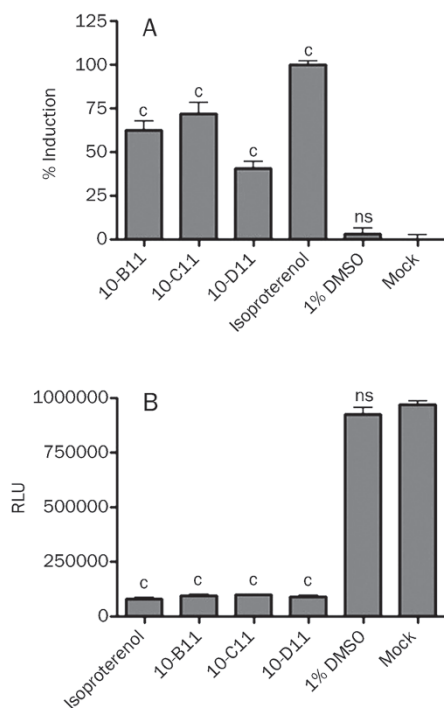 A
125
100
75
50
25
0
% Induction
c
c
c
c
ns
10-B11
10-C11
10-D11
Isoproterenol
1% DMSO
Mock
B
1000000
750000
500000
250000
0
RLU
c
c
c
c
ns
Isoproterenol
10-B11
10-C11
10-D11
1% DMSO
Mock